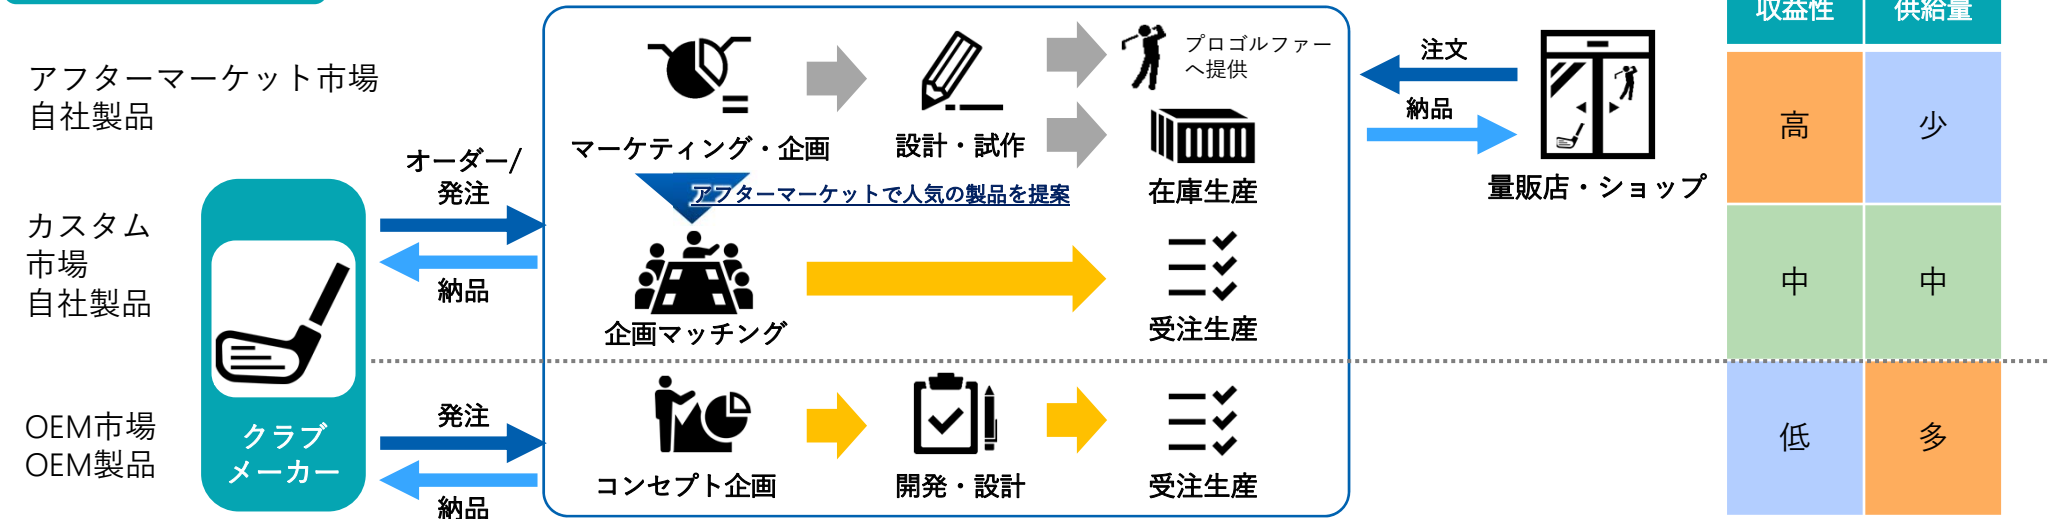 収益性
供給量
アフターマーケット市場
自社製品
マーケティング・企画
設計・試作
プロゴルファー
へ提供
在庫生産
注文
納品
量販店・ショップ
高
少
オーダー/
発注
納品
アフターマーケットで人気の製品を提案
カスタム
市場
自社製品
企画マッチング
受注生産
中
中
クラブ
メーカー
OEM市場
OEM製品
発注
納品
コンセプト企画
開発・設計
受注生産
低
多